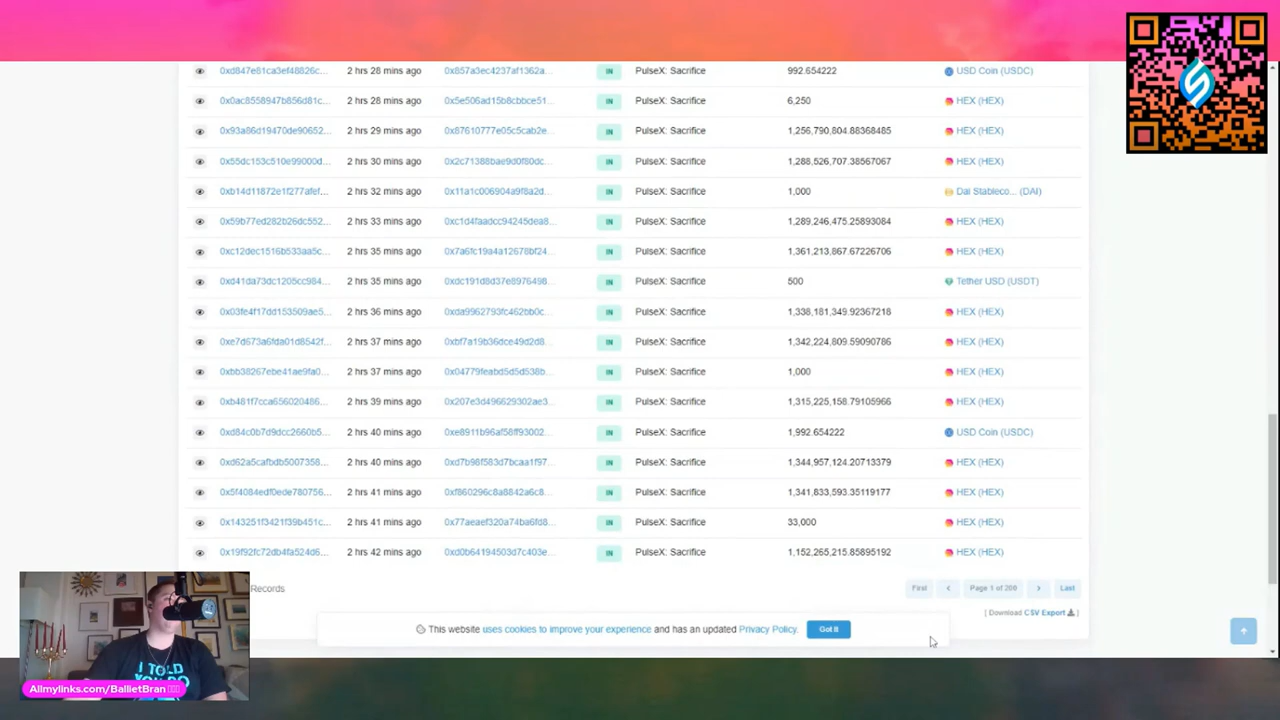 0xd847e81ca3ef48826c... 2 hrs 28 mins ago 0x857a3ec4237af1362a... IN PulseX: Sacrifice 992.654222 USD Coin (USDC)
0x0ac8558947b856d81c... 2 hrs 28 mins ago 0x5e506ad15b8cbbce51... IN PulseX: Sacrifice 6,250 HEX (HEX)
0x93a86d19470de90652... 2 hrs 29 mins ago 0x87610777e05c5cab2e... IN PulseX: Sacrifice 1,256,790,804.88368485 HEX (HEX)
0x55dc153c510e99000d... 2 hrs 30 mins ago 0x2c71388bae9d0f80dc... IN PulseX: Sacrifice 1,288,526,707.38567067 HEX (HEX)
0xb14d11872e1f277afef... 2 hrs 32 mins ago 0x11a1c006904a9f8a2d... IN PulseX: Sacrifice 1,000 Dai Stableco... (DAI)
0x59b77ed282b26dc552... 2 hrs 33 mins ago 0xc1d4faadcc94245dea8... IN PulseX: Sacrifice 1,289,246,475.25893084 HEX (HEX)
0xc12dec1516b533aa5c... 2 hrs 35 mins ago 0x7a6fc19a4a12678bf24... IN PulseX: Sacrifice 1,361,213,867.67226706 HEX (HEX)
0xd41da73dc1205cc984... 2 hrs 35 mins ago 0xdc191d8d37e8976498... IN PulseX: Sacrifice 500 Tether USD (USDT)
0x03fe4f17dd153509ae5... 2 hrs 36 mins ago 0xda9962793fc462bb0c... IN PulseX: Sacrifice 1,338,181,349.92367218 HEX (HEX)
0xe7d673a6fda01d8542f... 2 hrs 37 mins ago 0xbf7a19b36dce49d2d8... IN PulseX: Sacrifice 1,342,224,809.59090786 HEX (HEX)
0xbb38267ebe41ae9fa0... 2 hrs 37 mins ago 0x04779feabd5d5d538b... IN PulseX: Sacrifice 1,000 HEX (HEX)
0xb481f7cca656020486... 2 hrs 39 mins ago 0x207e3d496629302ae3... IN PulseX: Sacrifice 1,315,225,158.79105966 HEX (HEX)
0xd84c0b7d9dcc2660b5... 2 hrs 40 mins ago 0xe8911b96af58ff93002... IN PulseX: Sacrifice 1,992.654222 USD Coin (USDC)
0xd62a5cafbdb5007358... 2 hrs 40 mins ago 0xd7b98f583d7bcaa1f97... IN PulseX: Sacrifice 1,344,957,124.20713379 HEX (HEX)
0x5f4084edf0ede780756... 2 hrs 41 mins ago 0xf860296c8a8842a6c8... IN PulseX: Sacrifice 1,341,833,593.35119177 HEX (HEX)
0x143251f3421f39b451c... 2 hrs 41 mins ago 0x77aeaef320a74ba6fd8... IN PulseX: Sacrifice 33,000 HEX (HEX)
0x19f92fc72db4fa524d6... 2 hrs 42 mins ago 0xd0b64194503d7c403e... IN PulseX: Sacrifice 1,152,265,215.85895192 HEX (HEX)
Records First Page 1 of 200 Last
[ Download CSV Export ]
This website uses cookies to improve your experience and has an updated Privacy Policy. Got It
I TOLD
YOU SO
Allmylinks.com/BallietBran